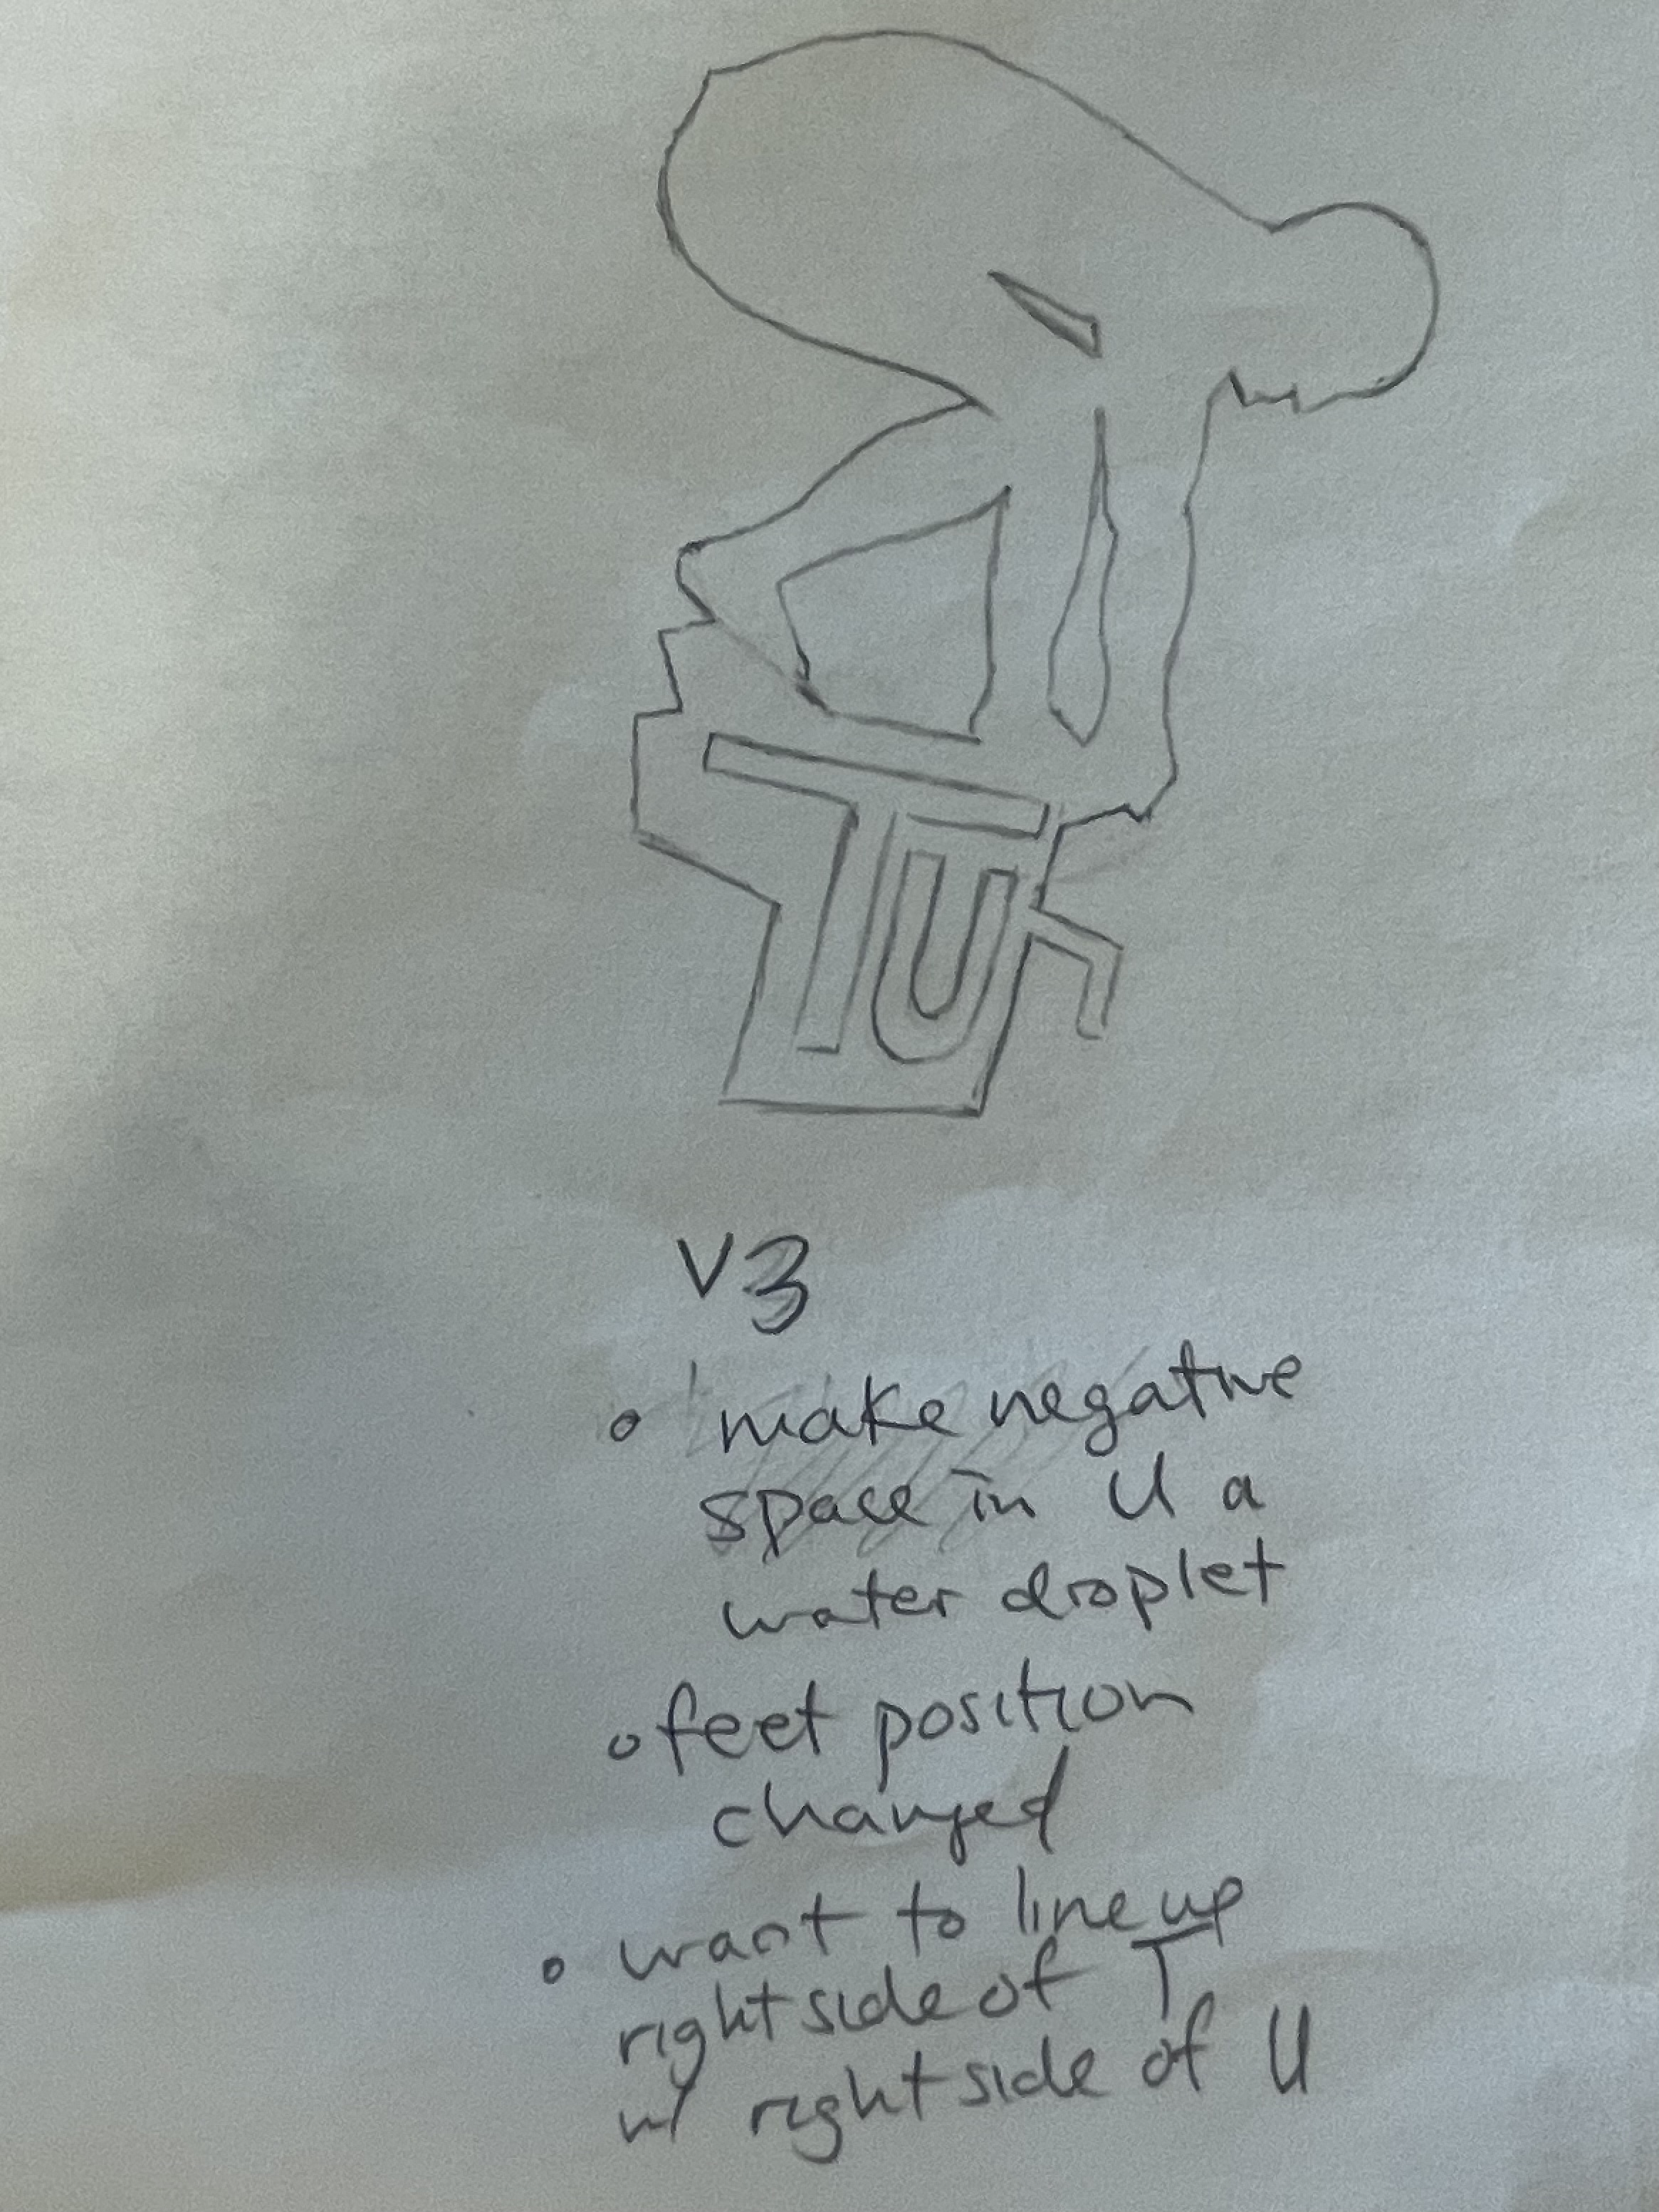 TU
V3
• make negative
space in U a
water droplet
• feet position
changed
• want to line up
right side of T
w/ right side of U